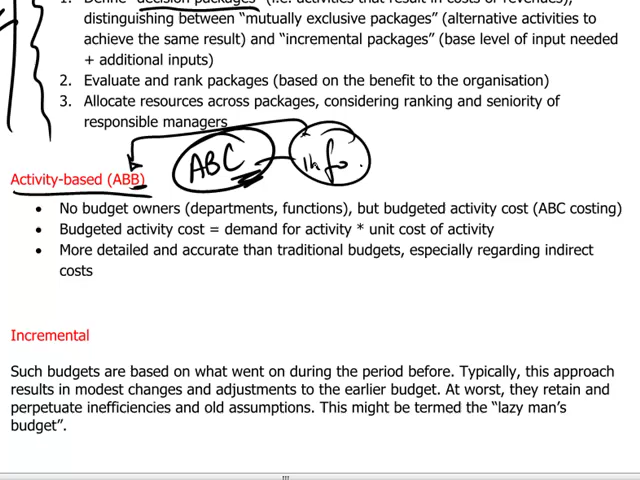 1. Define "decision packages" (i.e. activities that result in costs or revenues),
distinguishing between "mutually exclusive packages" (alternative activities to
achieve the same result) and "incremental packages" (base level of input needed
+ additional inputs)
2. Evaluate and rank packages (based on the benefit to the organisation)
3. Allocate resources across packages, considering ranking and seniority of
responsible managers
ABC info.
Activity-based (ABB)
• No budget owners (departments, functions), but budgeted activity cost (ABC costing)
• Budgeted activity cost = demand for activity * unit cost of activity
• More detailed and accurate than traditional budgets, especially regarding indirect
costs
Incremental
Such budgets are based on what went on during the period before. Typically, this approach
results in modest changes and adjustments to the earlier budget. At worst, they retain and
perpetuate inefficiencies and old assumptions. This might be termed the "lazy man's
budget".